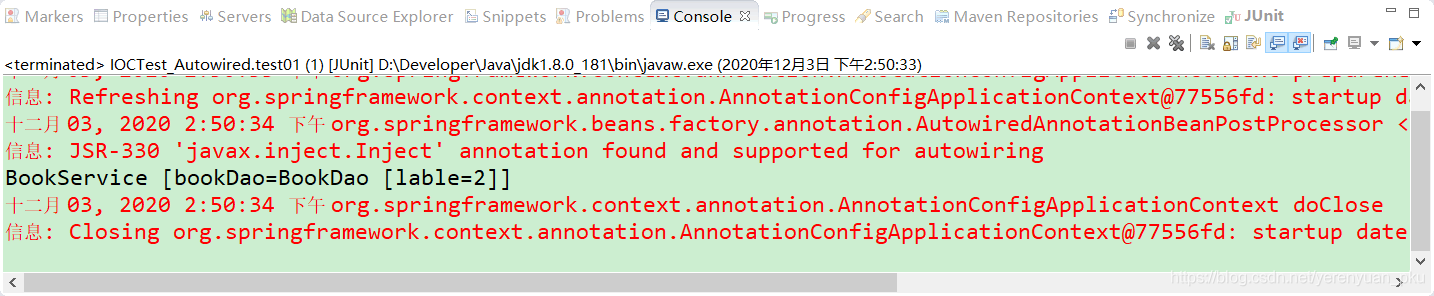 Markers Properties Servers Data Source Explorer Snippets Problems Console Progress Search Maven Repositories Synchronize JUnit
<terminated> IOCTest_Autowired.test01 (1) [JUnit] D:\Developer\Java\jdk1.8.0_181\bin\javaw.exe (2020年12月3日 下午2:50:33)
信息: Refreshing org.springframework.context.annotation.AnnotationConfigApplicationContext@77556fd: startup da
十二月 03, 2020 2:50:34 下午 org.springframework.beans.factory.annotation.AutowiredAnnotationBeanPostProcessor <
信息: JSR-330 'javax.inject.Inject' annotation found and supported for autowiring
BookService [bookDao=BookDao [lable=2]]
十二月 03, 2020 2:50:34 下午 org.springframework.context.annotation.AnnotationConfigApplicationContext doClose
信息: Closing org.springframework.context.annotation.AnnotationConfigApplicationContext@77556fd: startup date